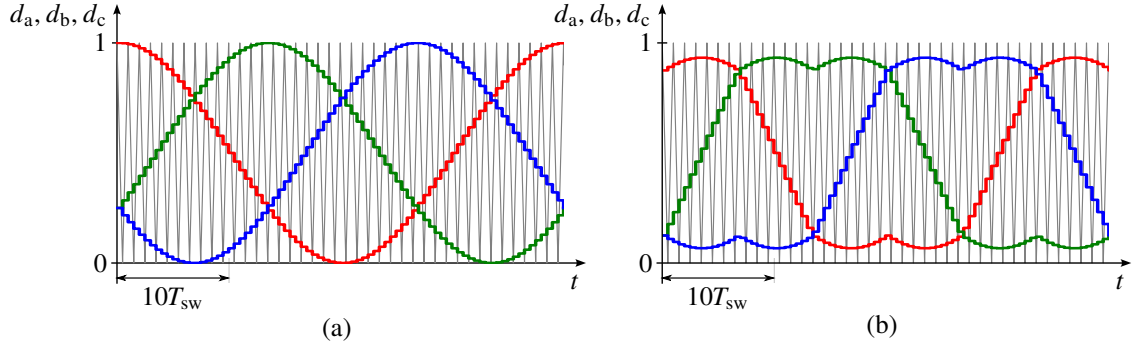 d_a, d_b, d_c
1
0
t
10T_sw
(a)
d_a, d_b, d_c
1
0
t
10T_sw
(b)